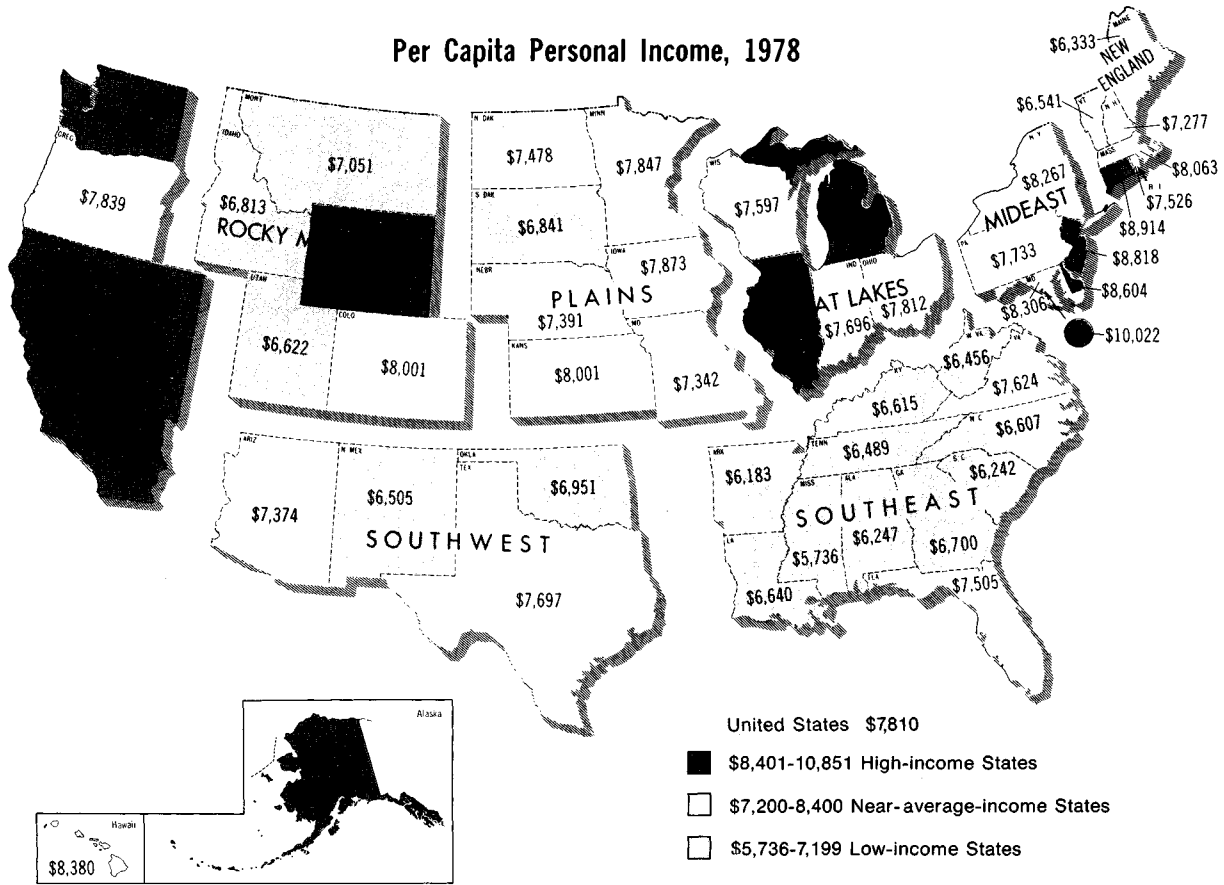 Per Capita Personal Income, 1978
MAINE
$6,333
NEW
ENGLAND
$6,541
VT
N H
$7,277
MASS
$8,063
R I
$7,526
$8,914
N Y
$8,267
MIDEAST
PA
$7,733
$8,818
$8,604
MD
$8,306
$10,022
OREG
$7,839
MONT
$7,051
IDAHO
$6,813
ROCKY M
UTAH
$6,622
COLO
$8,001
N DAK
$7,478
MINN
$7,847
S DAK
$6,841
IOWA
$7,873
NEBR
PLAINS
$7,391
KANS
$8,001
MO
$7,342
WIS
$7,597
IND
OHIO
AT LAKES
$7,696
$7,812
ARIZ
$7,374
N MEX
$6,505
OKLA
$6,951
TEX
SOUTHWEST
$7,697
W VA
$6,456
VA
$7,624
KY
$6,615
N C
$6,607
TENN
$6,489
ARK
$6,183
S C
$6,242
MISS
ALA
GA
SOUTHEAST
$5,736
$6,247
$6,700
LA
$6,640
FLA
$7,505
Alaska
Hawaii
$8,380
United States $7,810
$8,401-10,851 High-income States
$7,200-8,400 Near-average-income States
$5,736-7,199 Low-income States